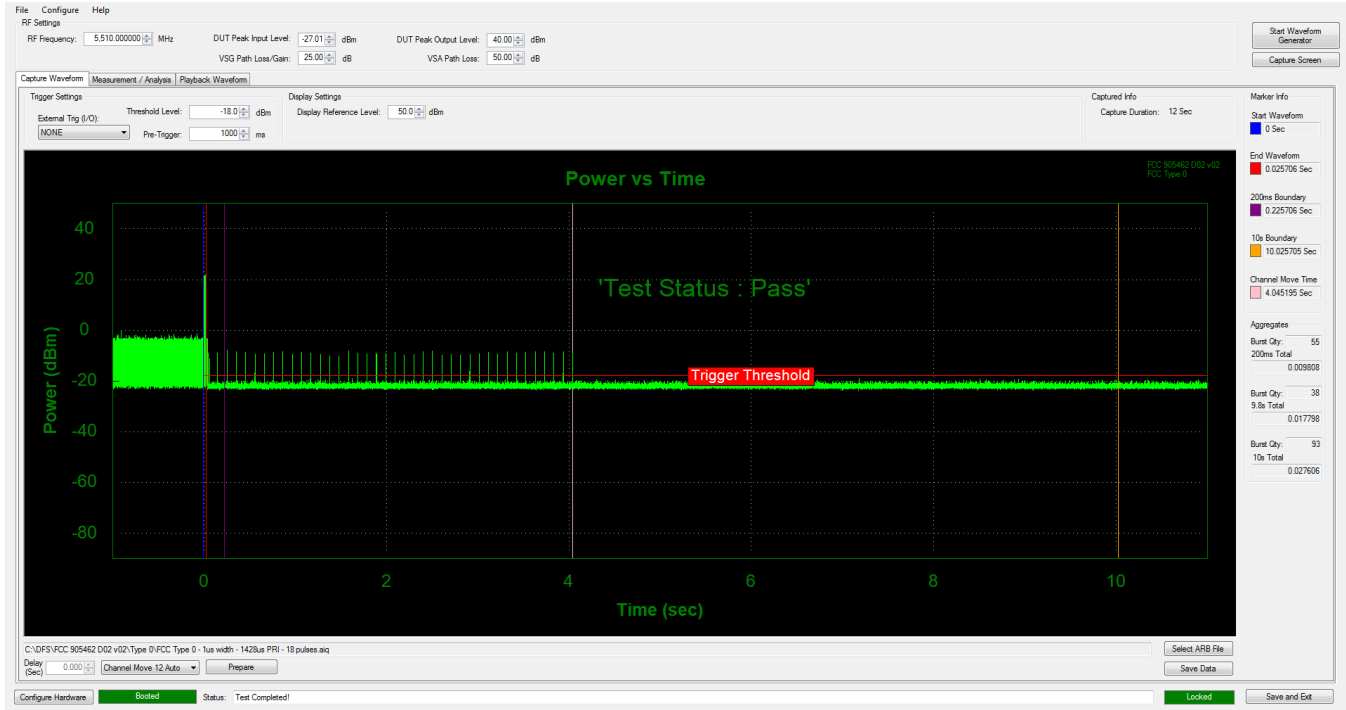 File Configure Help
RF Settings
RF Frequency: 5,510.000000 MHz DUT Peak Input Level: -27.01 dBm DUT Peak Output Level: 40.00 dBm
VSG Path Loss/Gain: 25.00 dB VSA Path Loss: 50.00 dB
Start Waveform
Generator
Capture Screen
Capture Waveform Measurement / Analysis Playback Waveform
Trigger Settings
External Trig (I/O):
NONE
Threshold Level: -18.0 dBm
Pre-Trigger: 1000 ms
Display Settings
Display Reference Level: 50.0 dBm
Captured Info
Capture Duration: 12 Sec
Marker Info
Start Waveform
0 Sec
End Waveform
0.025706 Sec
200ms Boundary
0.225706 Sec
10s Boundary
10.025705 Sec
Channel Move Time
4.045195 Sec
Aggregates
Burst Qty: 55
200ms Total
0.009808
Burst Qty: 38
9.8s Total
0.017798
Burst Qty: 93
10s Total
0.027606
Power vs Time
FCC 905462 D02 v02
FCC Type 0
'Test Status : Pass'
Trigger Threshold
Power (dBm)
40
20
0
-20
-40
-60
-80
0 2 4 6 8 10
Time (sec)
C:\DFS\FCC 905462 D02 v02\Type 0\FCC Type 0 - 1us width - 1428us PRI - 18 pulses.aiq
Select ARB File
Delay
(Sec) 0.000 Channel Move 12 Auto Prepare
Save Data
Configure Hardware Booted Status: Test Completed! Locked Save and Exit